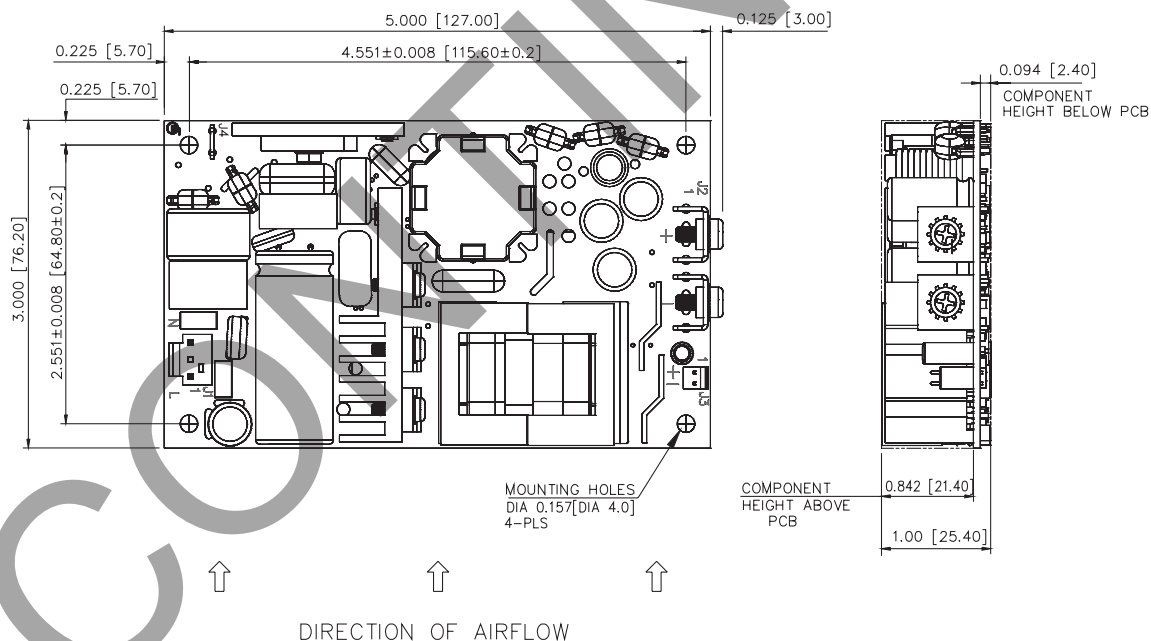 5.000 [127.00]
0.125 [3.00]
0.225 [5.70]
4.551±0.008 [115.60±0.2]
0.225 [5.70]
0.094 [2.40]
COMPONENT
HEIGHT BELOW PCB
J4
J2
1
+
3.000 [76.20]
2.551±0.008 [64.80±0.2]
−
N
L
J1
1
1
+
J3
MOUNTING HOLES
DIA 0.157[DIA 4.0]
4-PLS
COMPONENT
HEIGHT ABOVE
PCB
0.842 [21.40]
1.00 [25.40]
DIRECTION OF AIRFLOW